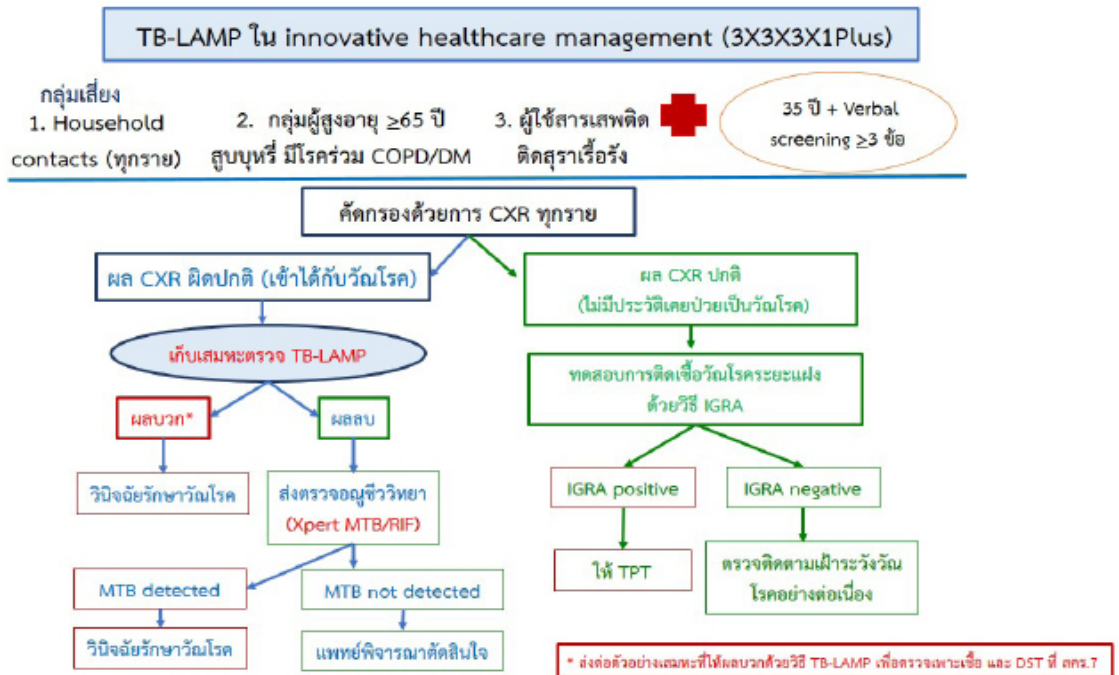 TB-LAMP ใน innovative healthcare management (3X3X3X1Plus)
กลุ่มเสี่ยง
1. Household
contacts (ทุกราย)
2. กลุ่มผู้สูงอายุ ≥65 ปี
สูบบุหรี่ มีโรคร่วม COPD/DM
3. ผู้ใช้สารเสพติด
ติดสุราเรื้อรัง
35 ปี + Verbal
screening ≥3 ข้อ
คัดกรองด้วยการ CXR ทุกราย
ผล CXR ผิดปกติ (เข้าได้กับวัณโรค)
ผล CXR ปกติ
(ไม่มีประวัติเคยป่วยเป็นวัณโรค)
เก็บเสมหะตรวจ TB-LAMP
ทดสอบการติดเชื้อวัณโรคระยะแฝง
ด้วยวิธี IGRA
ผลบวก*
ผลลบ
วินิจฉัยรักษาวัณโรค
ส่งตรวจอณูชีววิทยา
(Xpert MTB/RIF)
IGRA positive
IGRA negative
ให้ TPT
ตรวจติดตามเฝ้าระวังวัณ
โรคอย่างต่อเนื่อง
MTB detected
MTB not detected
วินิจฉัยรักษาวัณโรค
แพทย์พิจารณาตัดสินใจ
* ส่งต่อตัวอย่างเสมหะที่ให้ผลบวกด้วยวิธี TB-LAMP เพื่อตรวจเพาะเชื้อ และ DST ที่ สคร.7